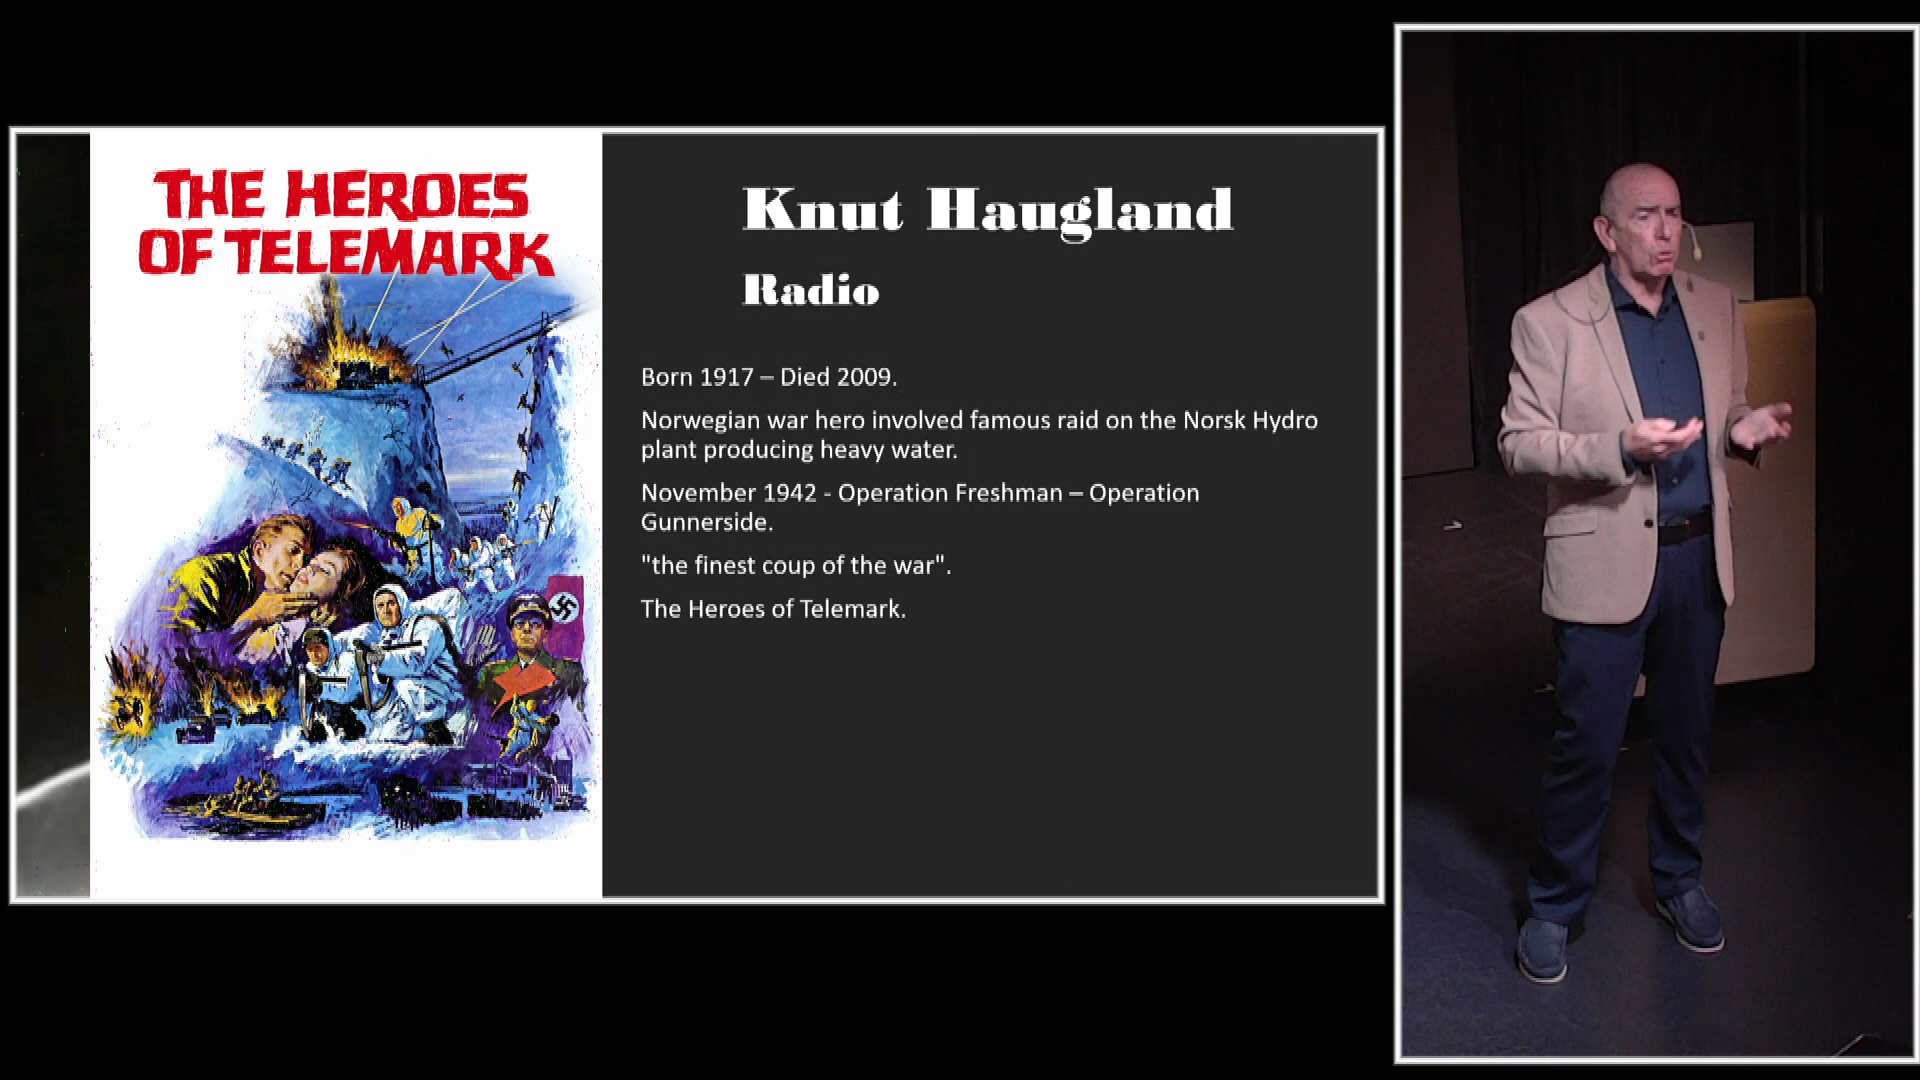 THE HEROES
OF TELEMARK
Knut Haugland
Radio
Born 1917 – Died 2009.
Norwegian war hero involved famous raid on the Norsk Hydro
plant producing heavy water.
November 1942 - Operation Freshman – Operation
Gunnerside.
"the finest coup of the war".
The Heroes of Telemark.